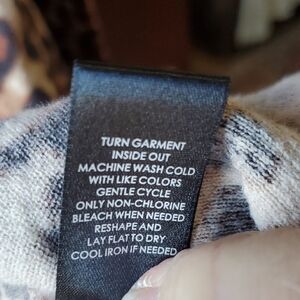 TURN GARMENT
INSIDE OUT
MACHINE WASH COLD
WITH LIKE COLORS
GENTLE CYCLE
ONLY NON-CHLORINE
BLEACH WHEN NEEDED
RESHAPE AND
LAY FLAT TO DRY
COOL IRON IF NEEDED